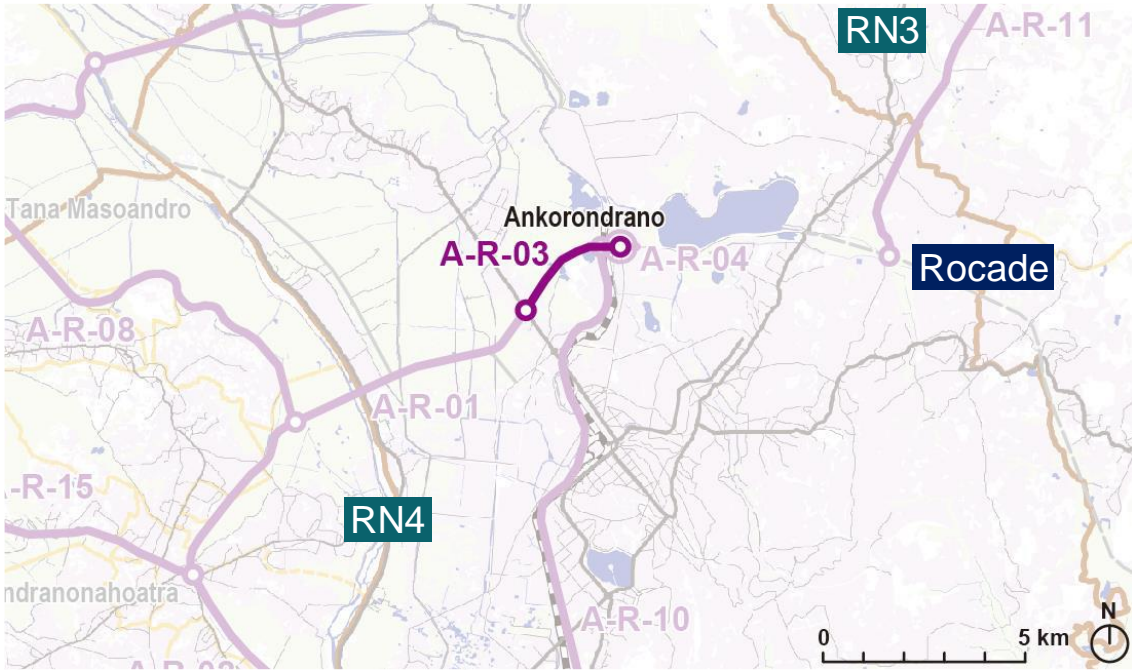 RN3
A-R-11
Tana Masoandro
Ankorondrano
A-R-03
A-R-04
Rocade
A-R-08
A-R-01
A-R-15
RN4
ndranonahoatra
A-R-10
N
0
5 km